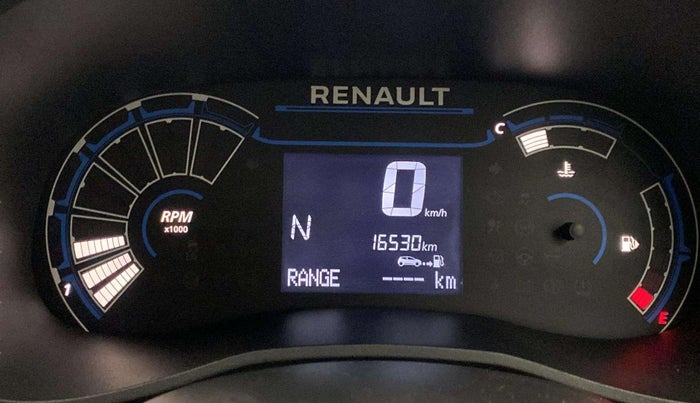 RENAULT
C
0
km/h
RPM
x1000
N
16530km
RANGE ---- km
1
E